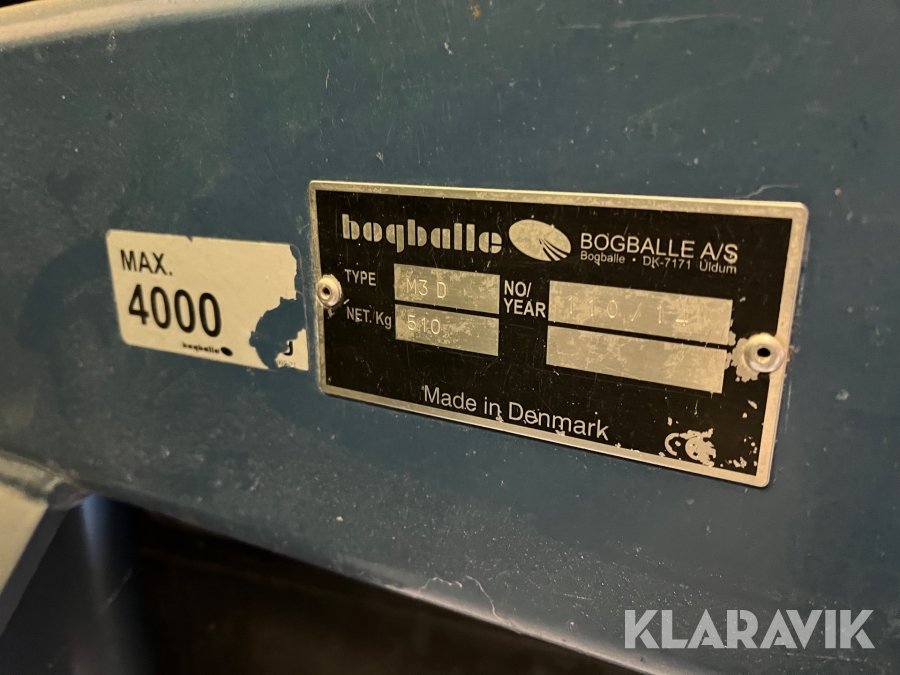 MAX.
4000
bogballe
bogballe
BOGBALLE A/S
Bogballe • DK-7171 Uldum
TYPE M3 D
NO/
YEAR
NET. Kg 510
Made in Denmark
CE
KLARAVIK